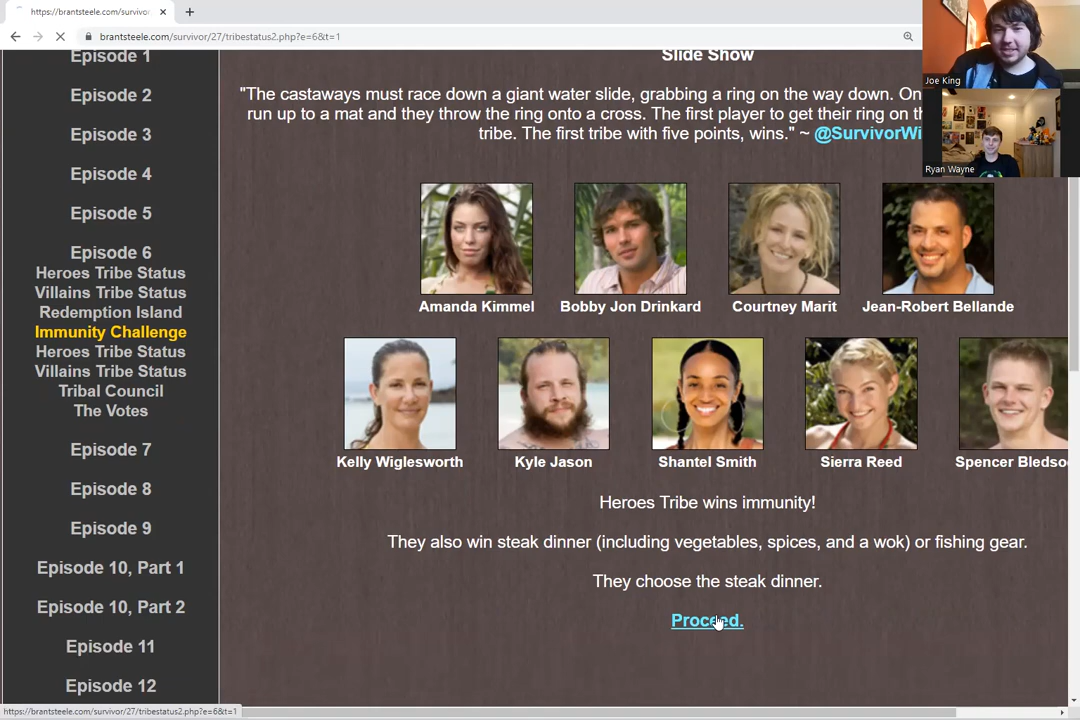 https://brantsteele.com/survivor
brantsteele.com/survivor/27/tribestatus2.php?e=6&t=1
Joe King
Ryan Wayne
Episode 1
Episode 2
Episode 3
Episode 4
Episode 5
Episode 6
Heroes Tribe Status
Villains Tribe Status
Redemption Island
Immunity Challenge
Heroes Tribe Status
Villains Tribe Status
Tribal Council
The Votes
Episode 7
Episode 8
Episode 9
Episode 10, Part 1
Episode 10, Part 2
Episode 11
Episode 12
Slide Show
"The castaways must race down a giant water slide, grabbing a ring on the way down. On
run up to a mat and they throw the ring onto a cross. The first player to get their ring on th
tribe. The first tribe with five points, wins." ~ @SurvivorWi
Amanda Kimmel
Bobby Jon Drinkard
Courtney Marit
Jean-Robert Bellande
Kelly Wiglesworth
Kyle Jason
Shantel Smith
Sierra Reed
Spencer Bledso
Heroes Tribe wins immunity!
They also win steak dinner (including vegetables, spices, and a wok) or fishing gear.
They choose the steak dinner.
Proceed.
https://brantsteele.com/survivor/27/tribestatus2.php?e=6&t=1